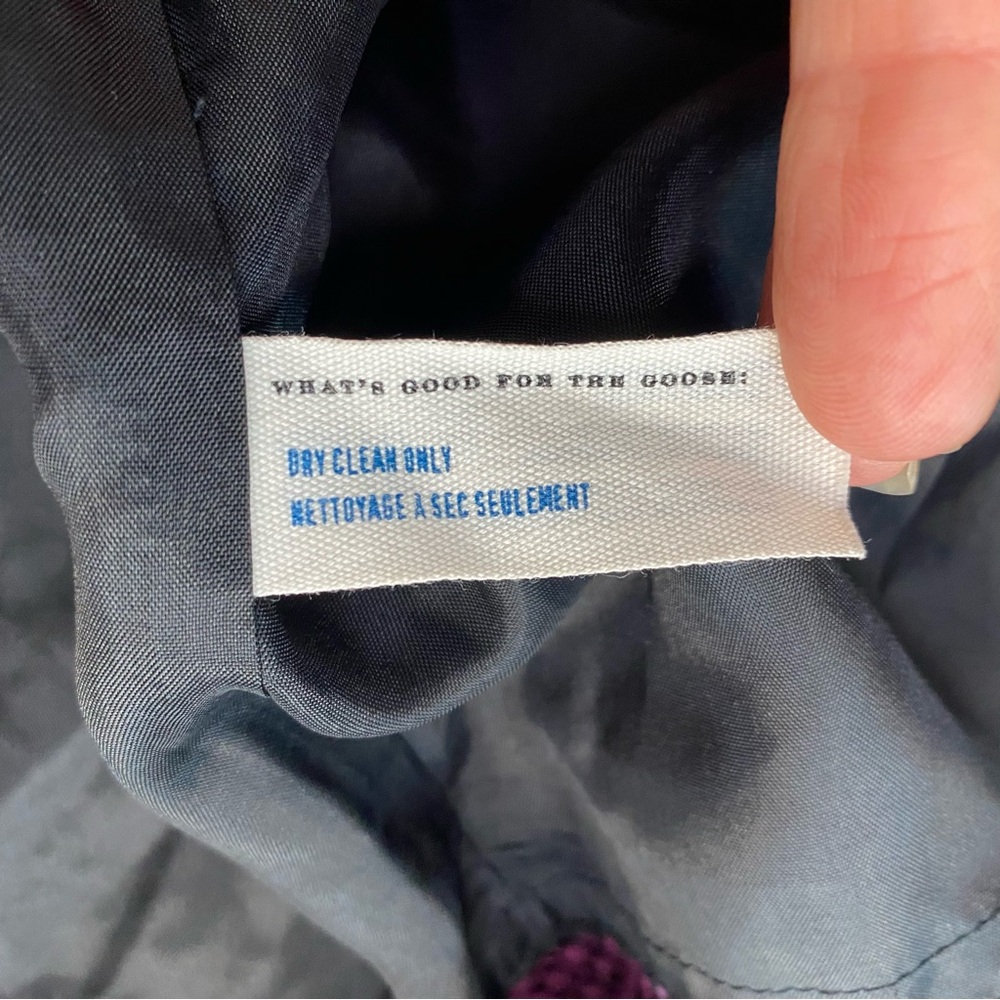 WHAT'S GOOD FOR THE GOOSE:
DRY CLEAN ONLY
NETTOYAGE À SEC SEULEMENT